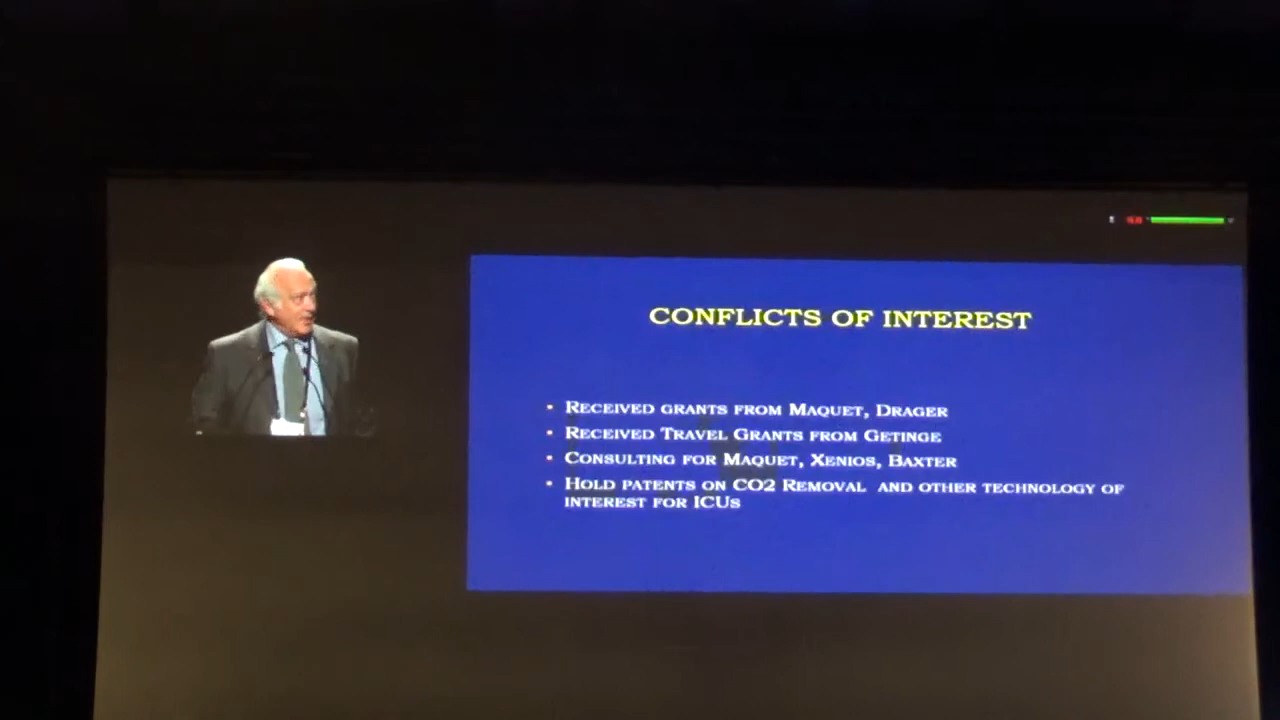 CONFLICTS OF INTEREST
▪ RECEIVED GRANTS FROM MAQUET, DRAGER
▪ RECEIVED TRAVEL GRANTS FROM GETINGE
▪ CONSULTING FOR MAQUET, XENIOS, BAXTER
▪ HOLD PATENTS ON CO2 REMOVAL AND OTHER TECHNOLOGY OF
INTEREST FOR ICUS